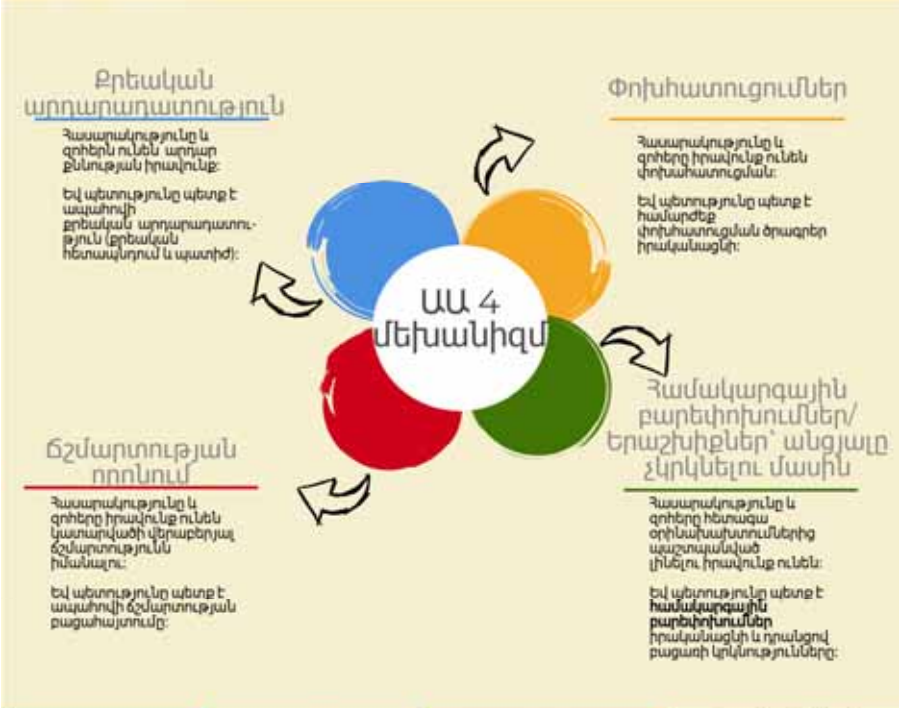 Քրեական
արդարադատություն
Հասարակությունը և
զոհերն ունեն արդար
քննության իրավունք:
Եվ պետությունը պետք է
ապահովի
քրեական արդարադատու-
թյուն (քրեական
հետապնդում և պատիժ):
Փոխհատուցումներ
Հասարակությունը և
զոհերը իրավունք ունեն
փոխահատուցման:
Եվ պետությունը պետք է
համարժեք
փոխհատուցման ծրագրեր
իրականացնի:
ԱԱ 4
մեխանիզմ
Ճշմարտության
որոնում
Հասարակությունը և
զոհերը իրավունք ունեն
կատարվածի վերաբերյալ
ճշմարտությունն
իմանալու:
Եվ պետությունը պետք է
ապահովի ճշմարտության
բացահայտումը:
Համակարգային
բարեփոխումներ/
Երաշխիքներ՝ անցյալը
չկրկնելու մասին
Հասարակությունը և
զոհերը հետագա
օրինախախտումներից
պաշտպանված
լինելու իրավունք ունեն:
Եվ պետությունը պետք է
համակարգային
բարեփոխումներ
իրականացնի և դրանցով
բացառի կրկնությունները: